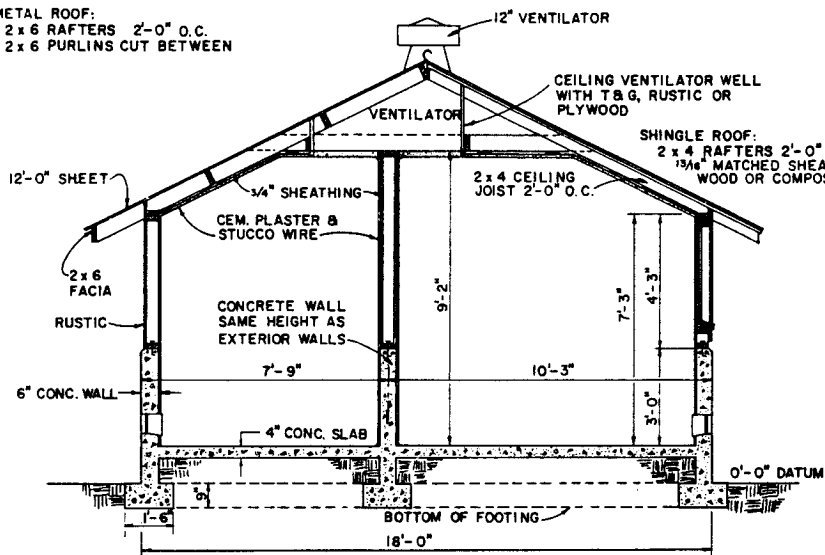 METAL ROOF:
2 x 6 RAFTERS 2'-0" O.C.
2 x 6 PURLINS CUT BETWEEN
12" VENTILATOR
CEILING VENTILATOR WELL
WITH T & G, RUSTIC OR
PLYWOOD
VENTILATOR
SHINGLE ROOF:
2 x 4 RAFTERS 2'-0"
13/16" MATCHED SHEA
WOOD OR COMPOS
12'-0" SHEET
3/4" SHEATHING
2 x 4 CEILING
JOIST 2'-0" O.C.
CEM. PLASTER &
STUCCO WIRE
2 x 6
FACIA
9'-2"
7'-3"
4'-3"
RUSTIC
CONCRETE WALL
SAME HEIGHT AS
EXTERIOR WALLS
7'-9"
10'-3"
6" CONC. WALL
3'-0"
4" CONC. SLAB
0'-0" DATUM
9"
1'-6"
BOTTOM OF FOOTING
18'-0"